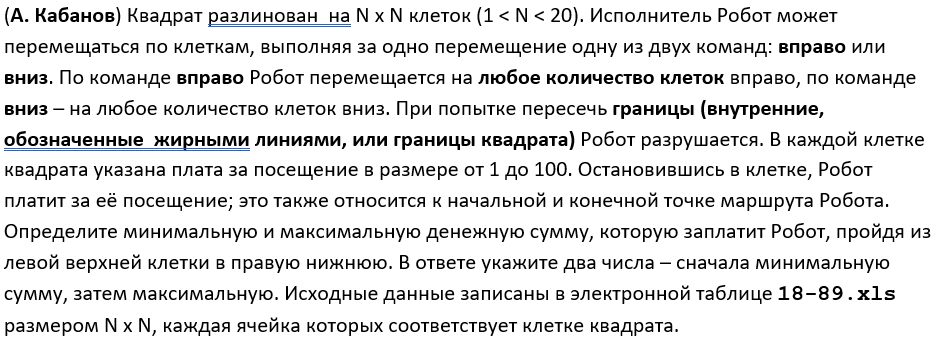 (А. Кабанов) Квадрат разлинован на N x N клеток (1 < N < 20). Исполнитель Робот может
перемещаться по клеткам, выполняя за одно перемещение одну из двух команд: вправо или
вниз. По команде вправо Робот перемещается на любое количество клеток вправо, по команде
вниз – на любое количество клеток вниз. При попытке пересечь границы (внутренние,
обозначенные жирными линиями, или границы квадрата) Робот разрушается. В каждой клетке
квадрата указана плата за посещение в размере от 1 до 100. Остановившись в клетке, Робот
платит за её посещение; это также относится к начальной и конечной точке маршрута Робота.
Определите минимальную и максимальную денежную сумму, которую заплатит Робот, пройдя из
левой верхней клетки в правую нижнюю. В ответе укажите два числа – сначала минимальную
сумму, затем максимальную. Исходные данные записаны в электронной таблице 18-89.xls
размером N x N, каждая ячейка которых соответствует клетке квадрата.